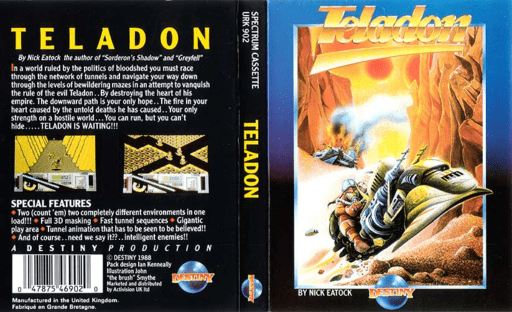 TELADON
By Nick Eatock the author of "Sorderon's Shadow" and "Greyfell"
In a world ruled by the politics of bloodshed you must race
through the network of tunnels and navigate your way down
through the levels of bewildering mazes in an attempt to vanquish
the rule of the evil Teladon..By destroying the heart of his
empire. The downward path is your only hope..The fire in your
heart caused by the untold deaths he has caused..Your only
strength on a hostile world...You can run, but you can't
hide.....TELADON IS WAITING!!!
SPECIAL FEATURES
• Two (count 'em) two completely different environments in one
load!!! • Full 3D masking • Fast tunnel sequences • Gigantic
play area • Tunnel animation that has to be seen to be believed!!
• And of course..need we say it??..intelligent enemies!!
A DESTINY PRODUCTION
© DESTINY 1988
Pack design Ian Kenneally
Illustration John
"the brush" Smythe
Marketed and distributed
by Activision UK ltd
DESTINY
0 47875 46902 0
Manufactured in the United Kingdom.
Fabriqué en Grande Bretagne.
SPECTRUM CASSETTE
URK 902
TELADON
DESTINY
Teladon
BY NICK EATOCK
DESTINY